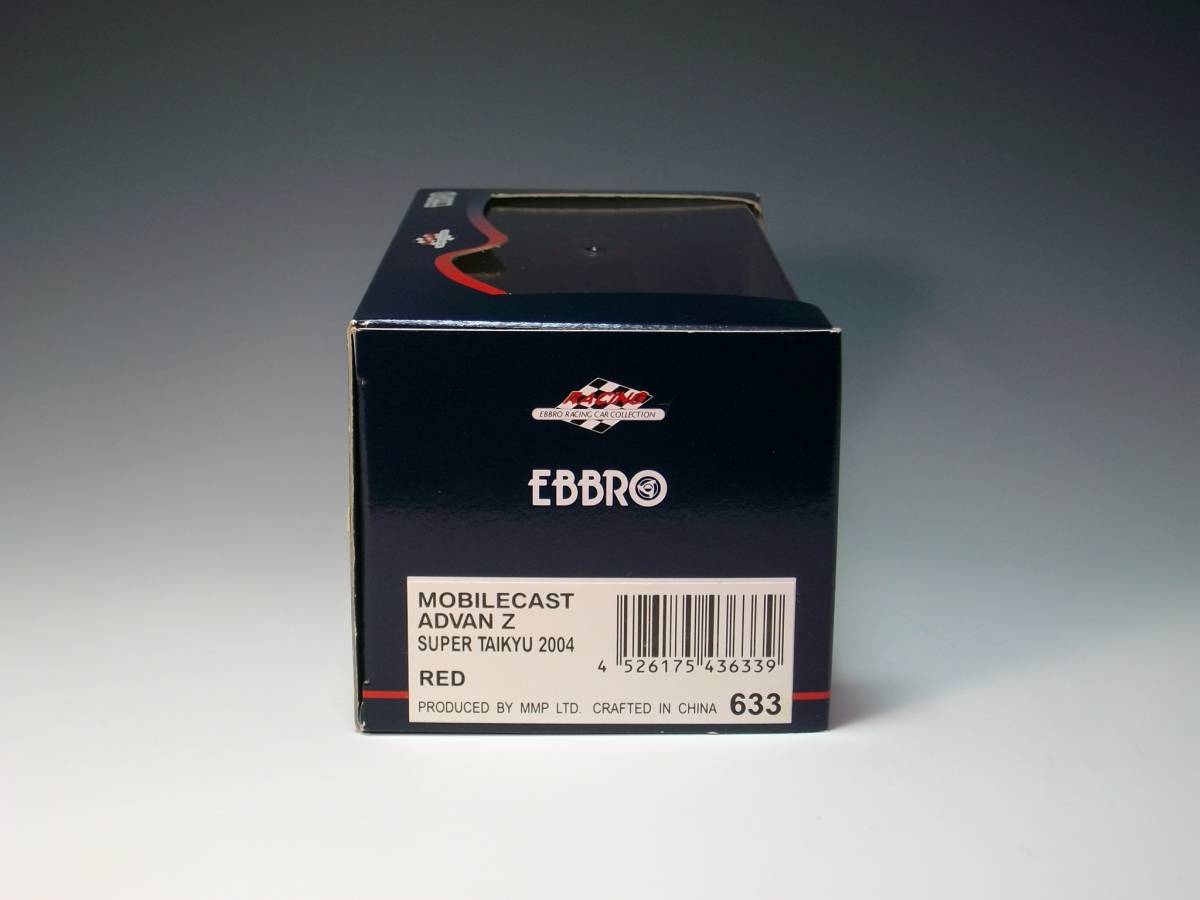 EBBRO
RACING
EBBRO RACING CAR COLLECTION
EBBRO
MOBILECAST
ADVAN Z
SUPER TAIKYU 2004
RED
4 526175 436339
PRODUCED BY MMP LTD. CRAFTED IN CHINA 633